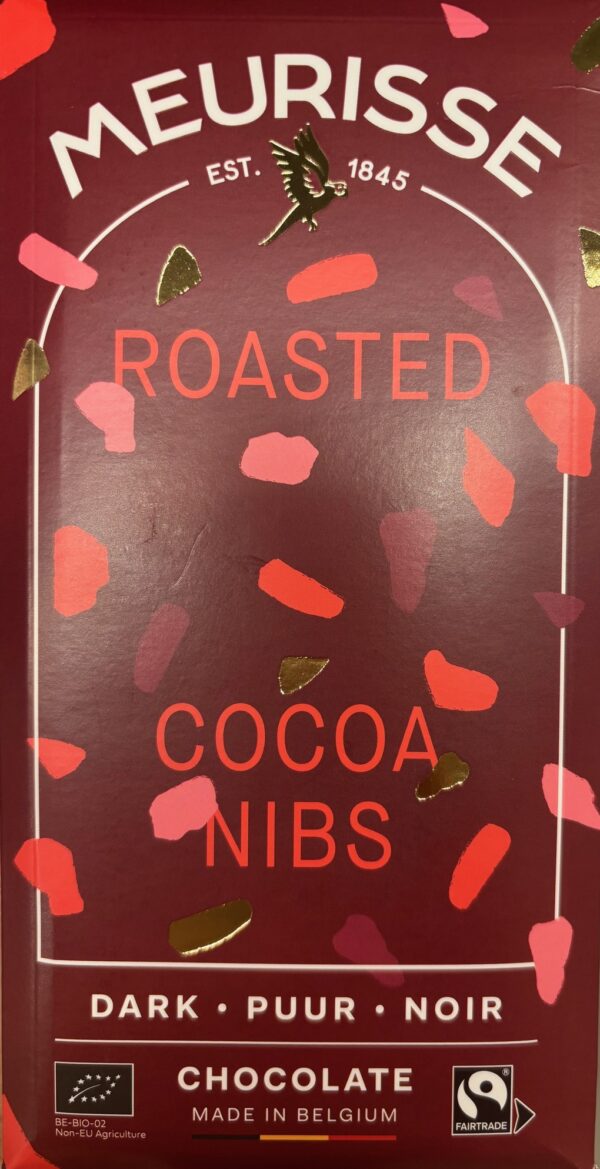 MEURISSE
EST. 1845
ROASTED
COCOA
NIBS
DARK • PUUR • NOIR
CHOCOLATE
MADE IN BELGIUM
BE-BIO-02
Non-EU Agriculture
FAIRTRADE
®